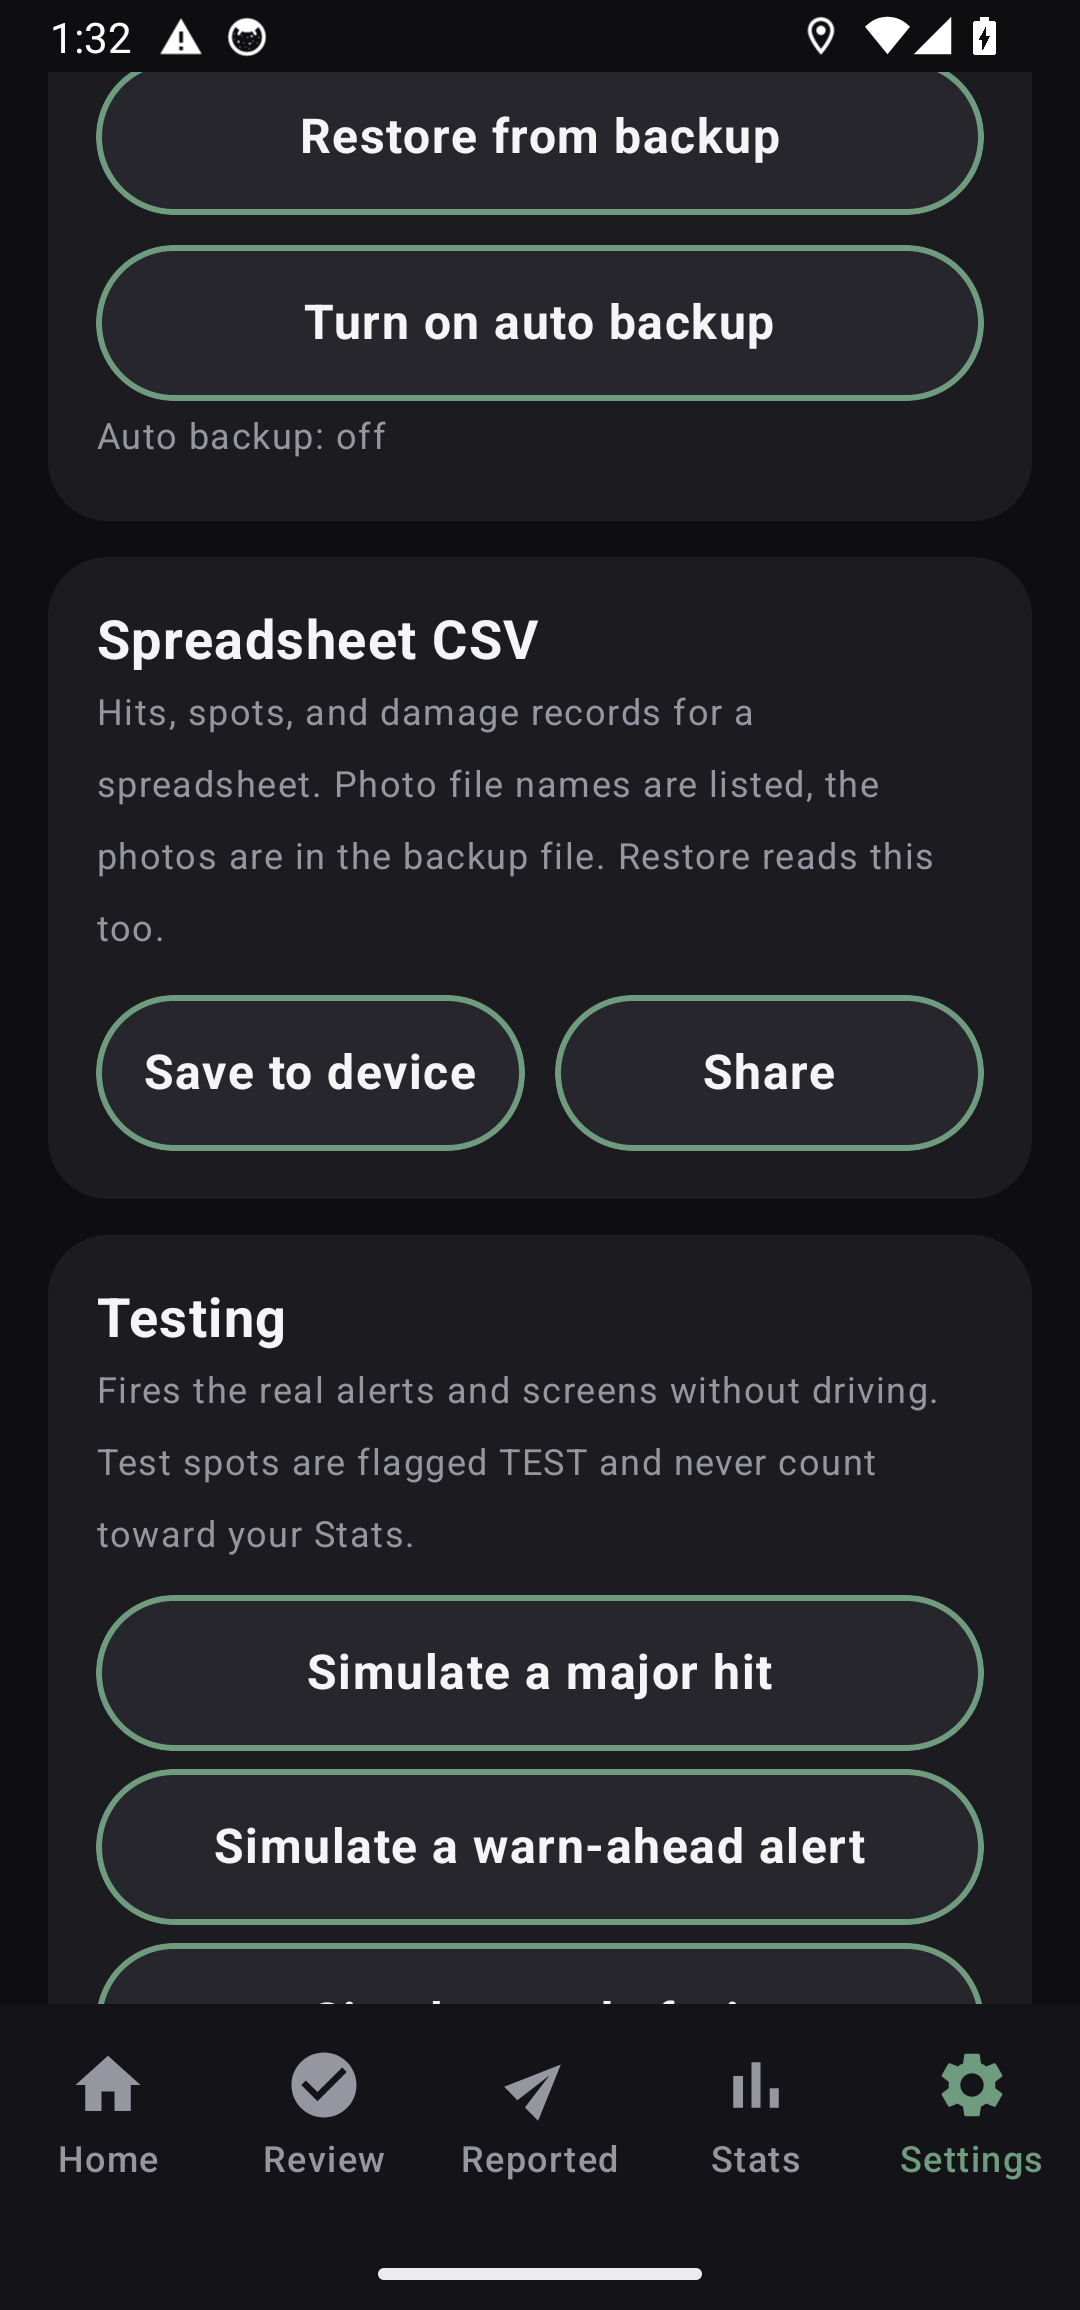 1:32
Restore from backup
Turn on auto backup
Auto backup: off
Spreadsheet CSV
Hits, spots, and damage records for a
spreadsheet. Photo file names are listed, the
photos are in the backup file. Restore reads this
too.
Save to device
Share
Testing
Fires the real alerts and screens without driving.
Test spots are flagged TEST and never count
toward your Stats.
Simulate a major hit
Simulate a warn-ahead alert
Home
Review
Reported
Stats
Settings